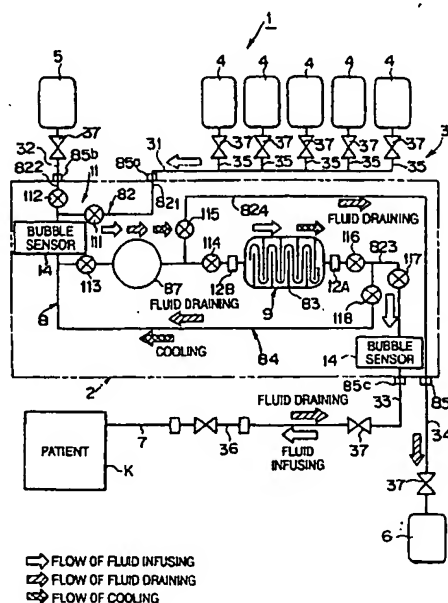 1
5
4 4 4 4 4
37
37 37 37 37 37
3
32
85b
85a
31
35 35 35 35 35
822
11
112
82
821
824
FLUID DRAINING
111
115
BUBBLE SENSOR
14
114
116
823
117
113
87
12B
9
83
12A
118
FLUID DRAINING
8
COOLING
84
14
BUBBLE SENSOR
2
85c
85
33
34
FLUID DRAINING
PATIENT
7
36
37
FLUID INFUSING
K
37
6
FLOW OF FLUID INFUSING
FLOW OF FLUID DRAINING
FLOW OF COOLING